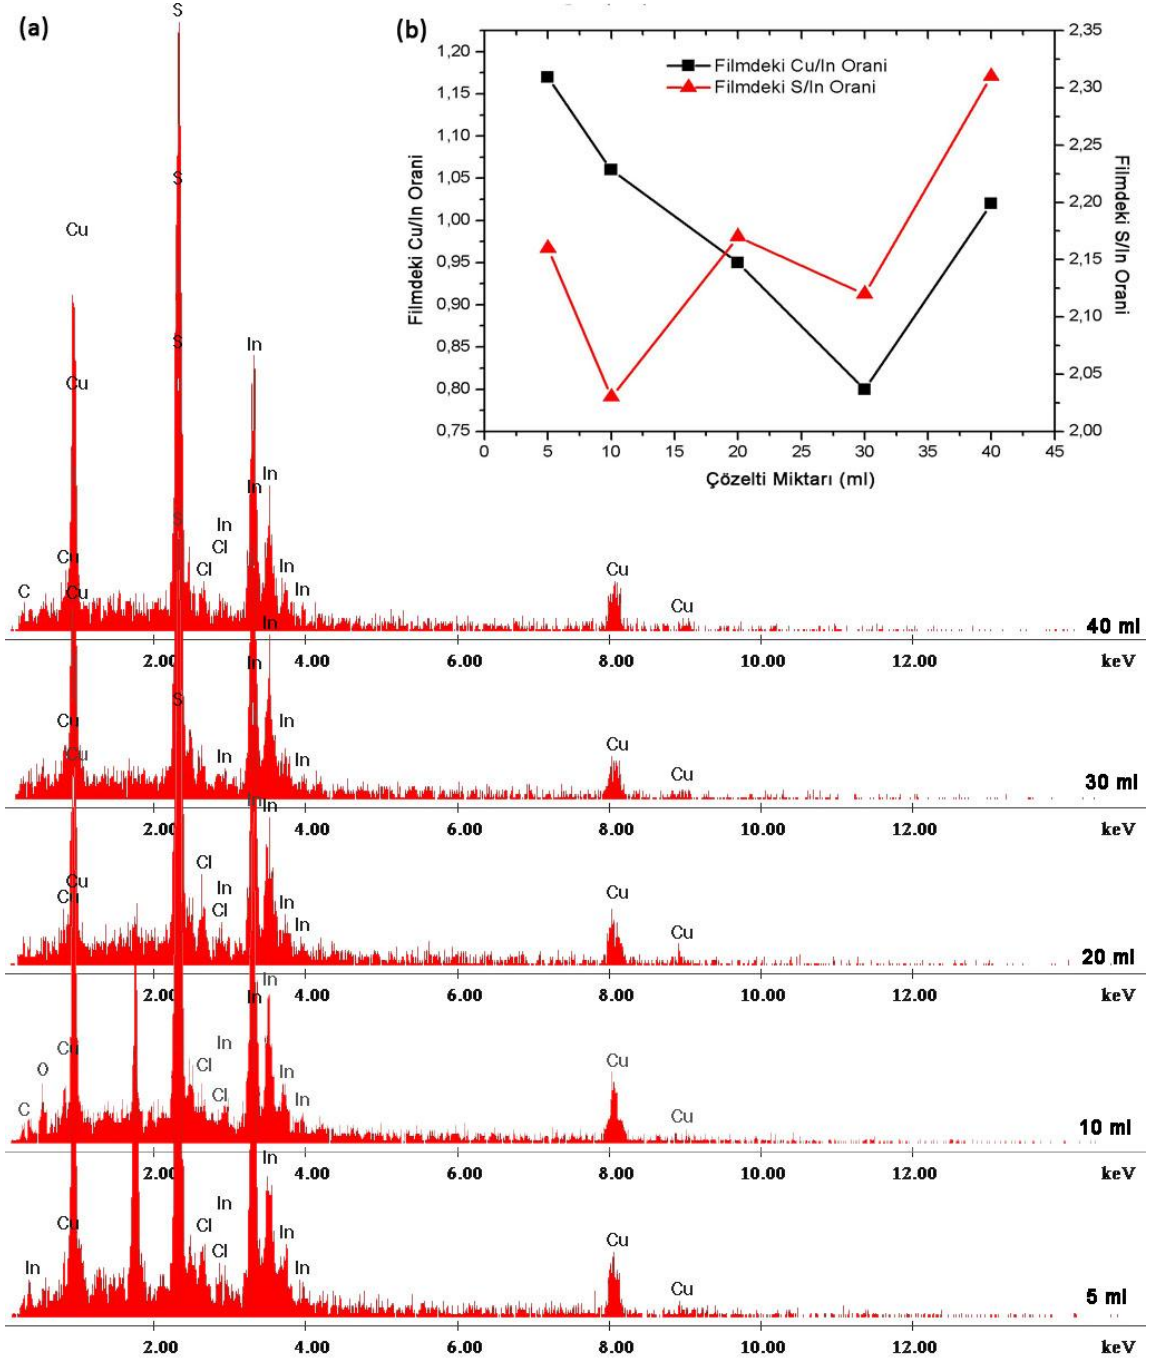 (a)
S
S
Cu
S
Cu
In
In
In
S
In
Cl
In
In
Cl
Cu
Cu
C
Cu
Cu
In
40 ml
2.00 4.00 6.00 8.00 10.00 12.00 keV
In
S
Cu
Cu
In
In
In
Cu
Cu
30 ml
2.00 4.00 6.00 8.00 10.00 12.00 keV
In
In
Cu
Cu
Cl
In
Cl
In
In
Cu
Cu
20 ml
2.00 4.00 6.00 8.00 10.00 12.00 keV
In
In
C
O
Cu
Cl
In
Cl
In
In
Cu
Cu
10 ml
2.00 4.00 6.00 8.00 10.00 12.00 keV
In
In
Cu
Cl
In
Cl
In
In
Cu
Cu
5 ml
2.00 4.00 6.00 8.00 10.00 12.00 keV
(b)
Filmdeki Cu/In Orani
Filmdeki S/In Orani
Filmdeki Cu/In Orani
1,20
1,15
1,10
1,05
1,00
0,95
0,90
0,85
0,80
0,75
0 5 10 15 20 25 30 35 40 45
Çözelti Miktarı (ml)
2,35
2,30
2,25
2,20
2,15
2,10
2,05
2,00
Filmdeki S/In Orani